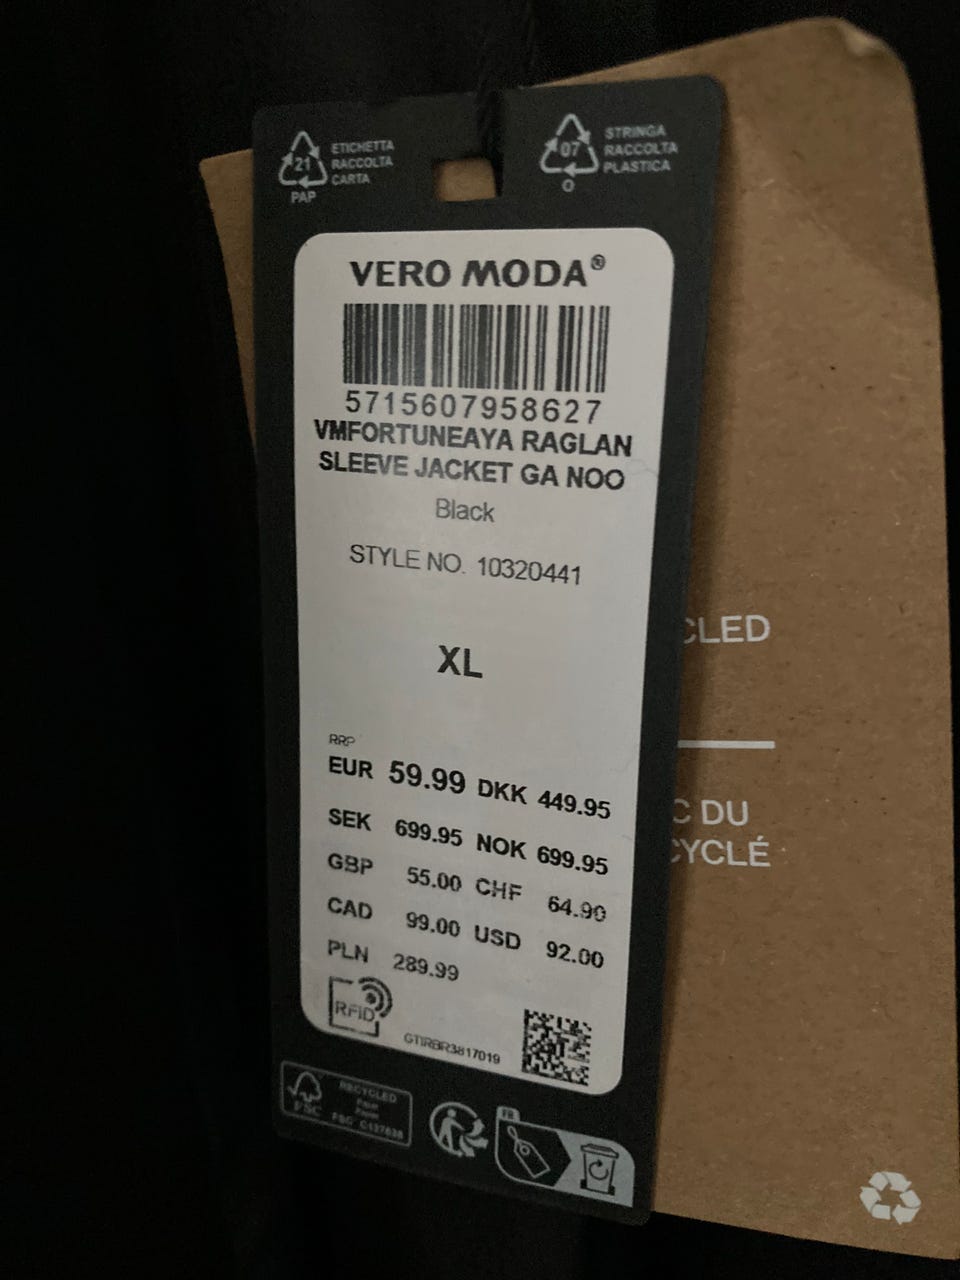 21
PAP
ETICHETTA
RACCOLTA
CARTA
07
O
STRINGA
RACCOLTA
PLASTICA
VERO MODA®
5715607958627
VMFORTUNEAYA RAGLAN
SLEEVE JACKET GA NOO
Black
STYLE NO. 10320441
XL
RRP
EUR 59.99 DKK 449.95
SEK 699.95 NOK 699.95
GBP 55.00 CHF 64.90
CAD 99.00 USD 92.00
PLN 289.99
RFID
GTIRBR3817019
FSC
RECYCLED
FR
CLED
C DU
CYCLÉ